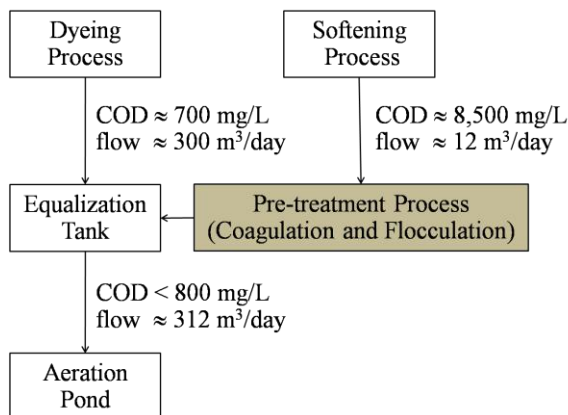 Dyeing
Process
Softening
Process
COD ≈ 700 mg/L
flow ≈ 300 m³/day
COD ≈ 8,500 mg/L
flow ≈ 12 m³/day
Equalization
Tank
Pre-treatment Process
(Coagulation and Flocculation)
COD < 800 mg/L
flow ≈ 312 m³/day
Aeration
Pond